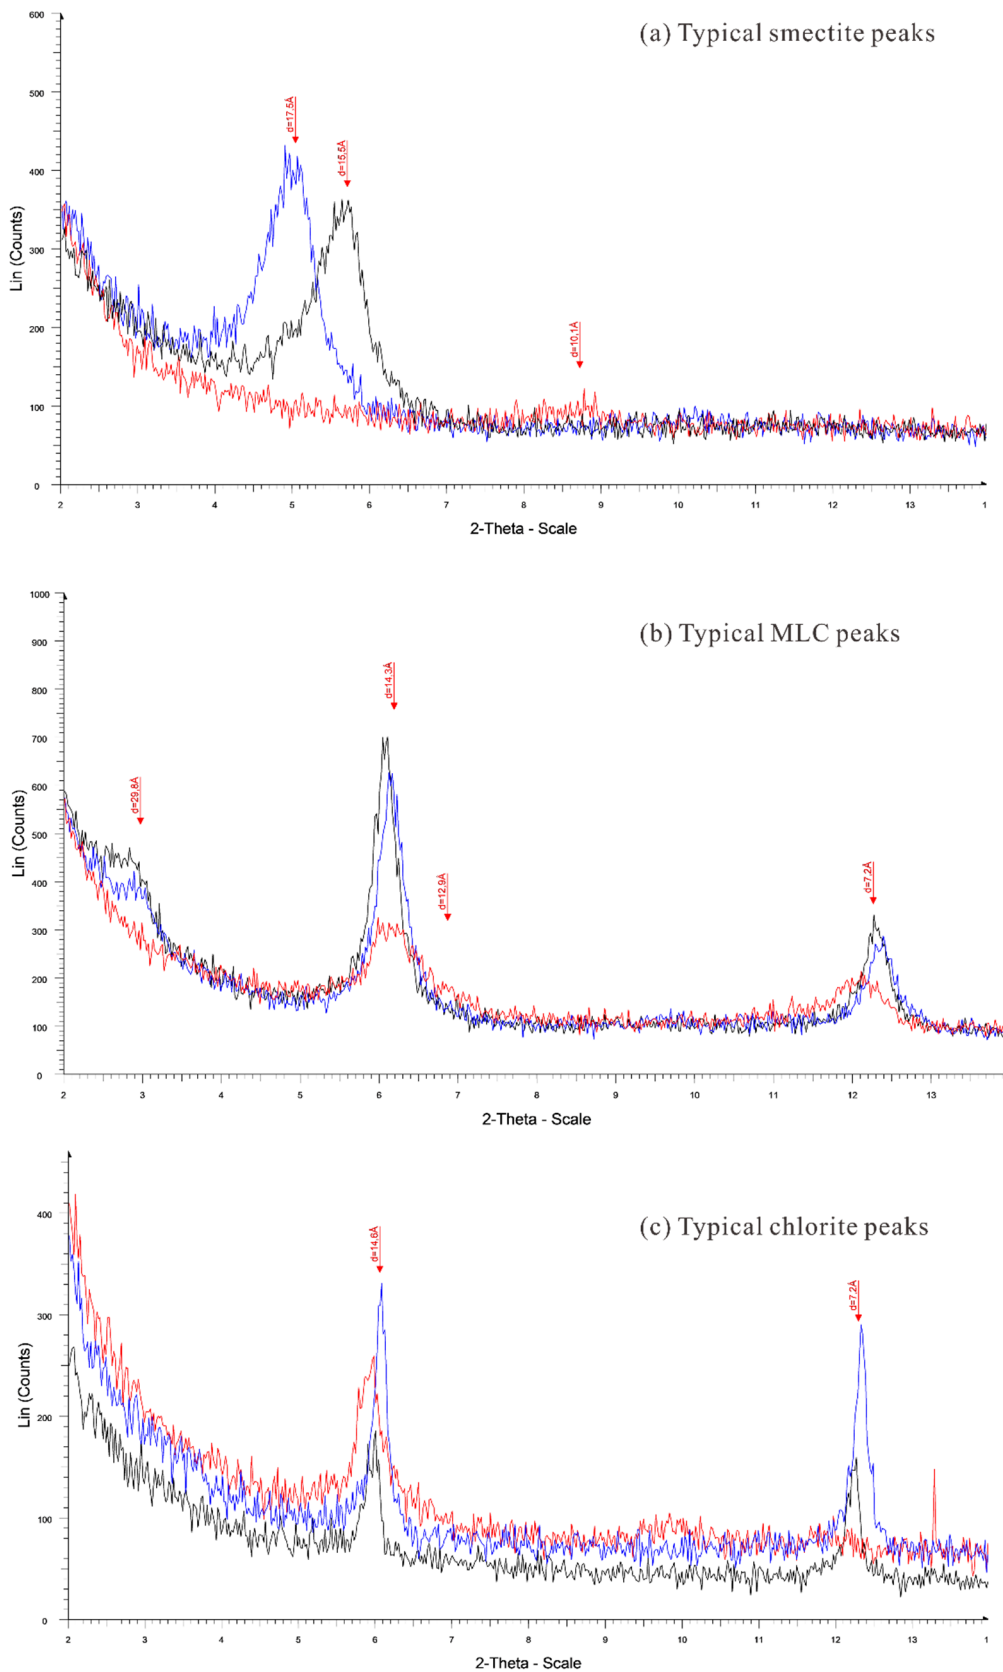 (a) Typical smectite peaks
600
500
400
300
200
100
0
Lin (Counts)
d=17,5Å
d=15,5Å
d=10,1Å
2 3 4 5 6 7 8 9 10 11 12 13 1
2-Theta - Scale
(b) Typical MLC peaks
1000
900
800
700
600
500
400
300
200
100
0
Lin (Counts)
d=29,8Å
d=14,3Å
d=12,9Å
d=7,2Å
2 3 4 5 6 7 8 9 10 11 12 13
2-Theta - Scale
(c) Typical chlorite peaks
400
300
200
100
0
Lin (Counts)
d=14,6Å
d=7,2Å
2 3 4 5 6 7 8 9 10 11 12 13 1
2-Theta - Scale